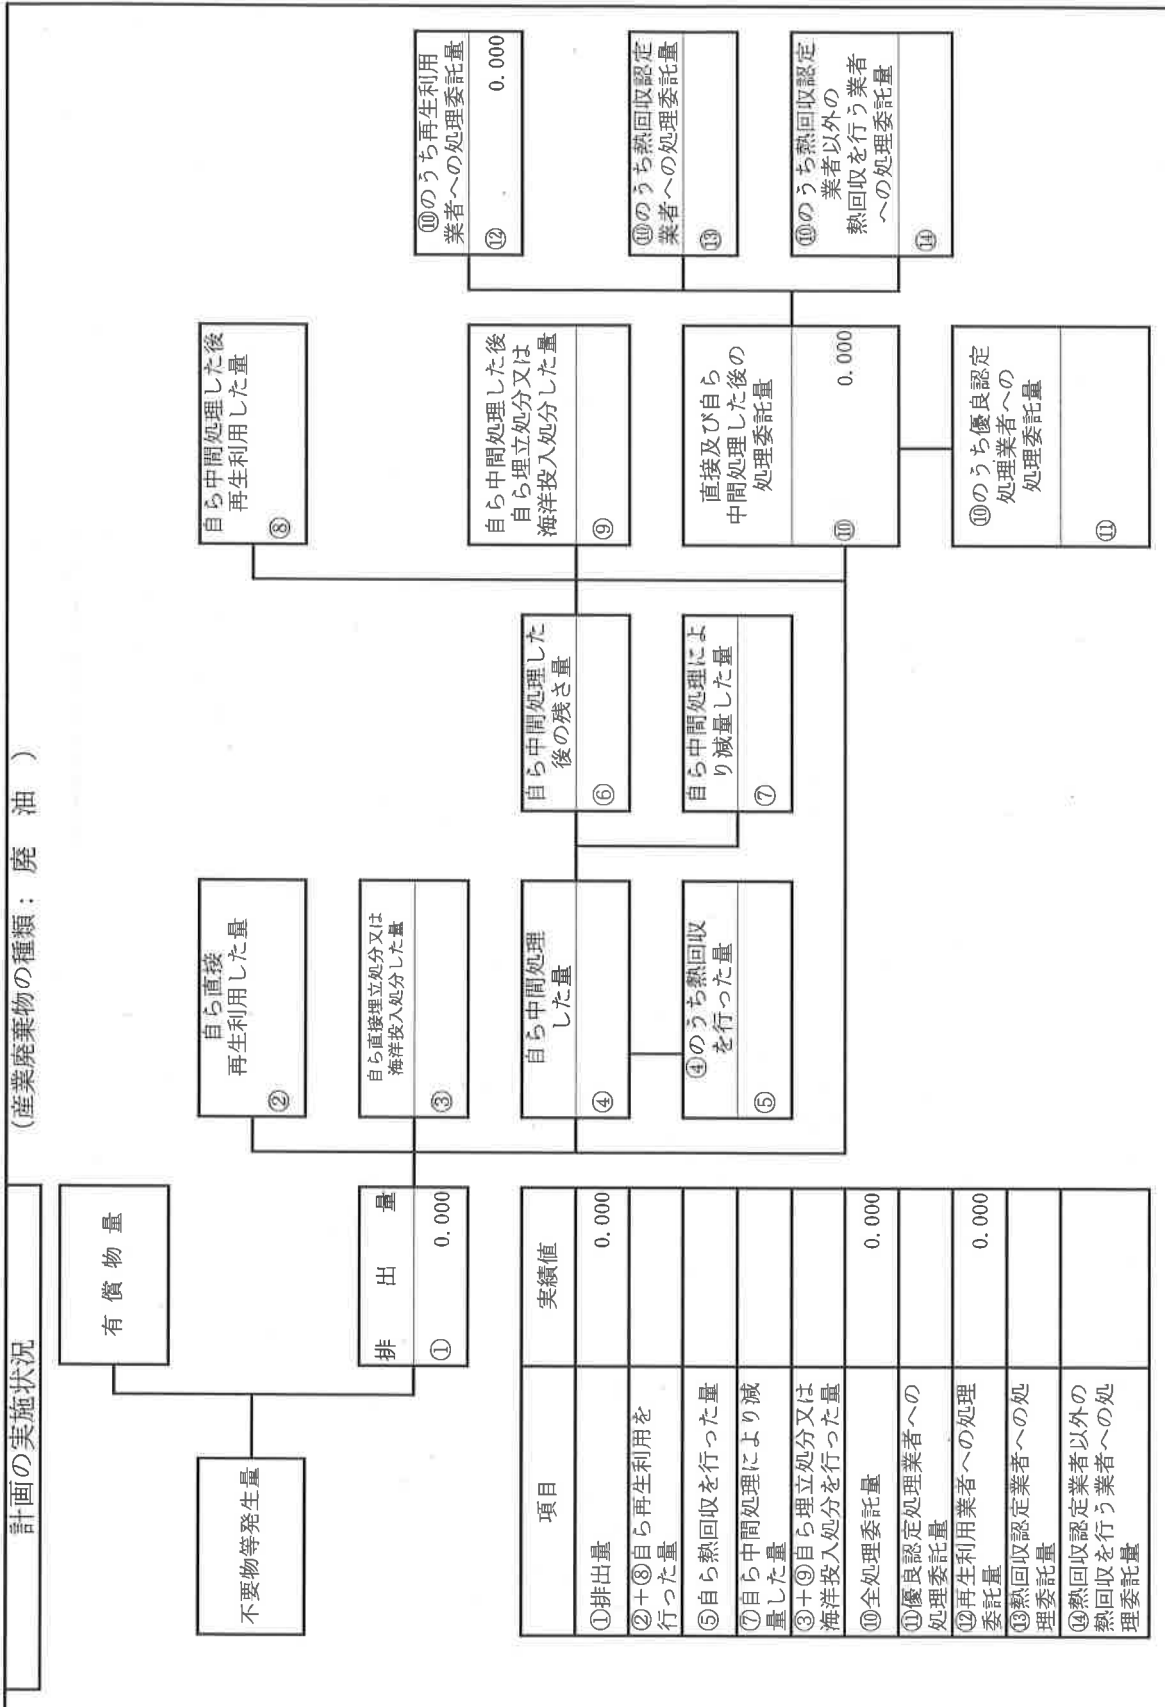 計画の実施状況
(産業廃棄物の種類： 廃 油 )
不要物等発生量
有 償 物 量
排 出 量
① 0.000
自ら直接
再生利用した量
②
自ら直接埋立処分又は
海洋投入処分した量
③
自ら中間処理
した量
④
④のうち熱回収
を行った量
⑤
自ら中間処理した
後の残さ量
⑥
自ら中間処理によ
り減量した量
⑦
自ら中間処理した後
再生利用した量
⑧
自ら中間処理した後
自ら埋立処分又は
海洋投入処分した量
⑨
直接及び自ら
中間処理した後の
処理委託量
⑩ 0.000
⑩のうち優良認定
処理業者への
処理委託量
⑪
⑩のうち再生利用
業者への処理委託量
⑫ 0.000
⑩のうち熱回収認定
業者への処理委託量
⑬
⑩のうち熱回収認定
業者以外の
熱回収を行う業者
への処理委託量
⑭
項目 実績値
①排出量 0.000
②+⑧自ら再生利用を
行った量
⑤自ら熱回収を行った量
⑦自ら中間処理により減
量した量
③+⑨自ら埋立処分又は
海洋投入処分を行った量
⑩全処理委託量 0.000
⑪優良認定処理業者への
処理委託量
⑫再生利用業者への処理
委託量 0.000
⑬熱回収認定業者への処
理委託量
⑭熱回収認定業者以外の
熱回収を行う業者への処
理委託量